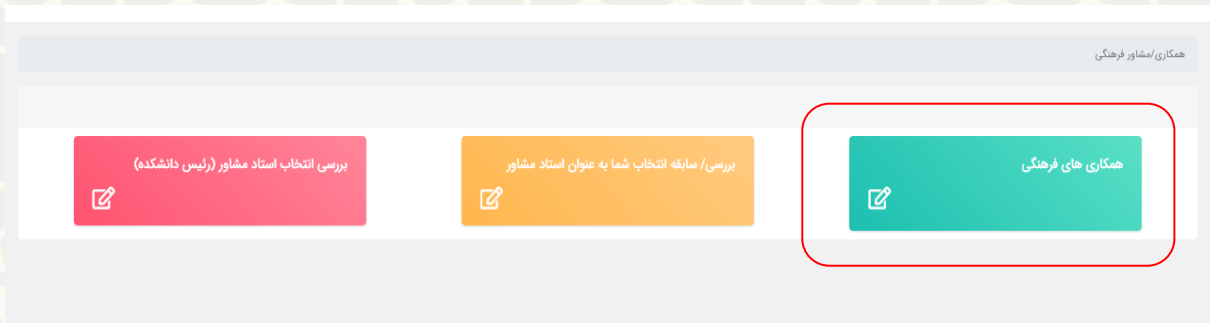 همکاری/مشاور فرهنگی
همکاری های فرهنگی
بررسی/ سابقه انتخاب شما به عنوان استاد مشاور
بررسی انتخاب استاد مشاور (رئیس دانشکده)